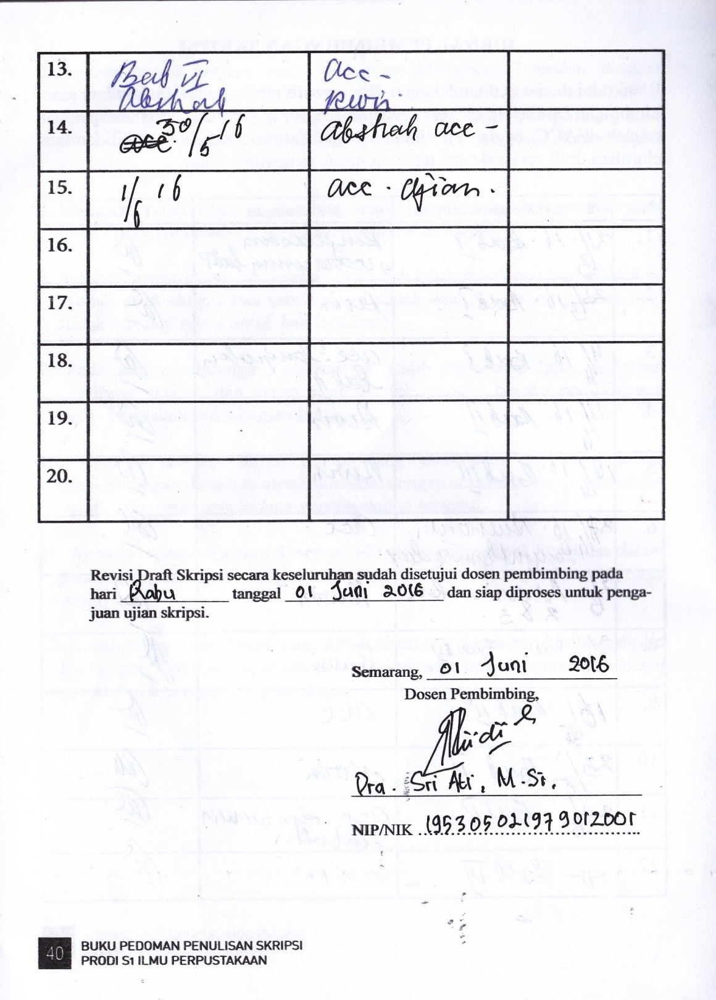 13. Bab VI acc-
Abstrak revisi
14. acc 30/5-16 abstrak acc -
15. 1/6 16 acc. Ujian.
16.
17.
18.
19.
20.
Revisi Draft Skripsi secara keseluruhan sudah disetujui dosen pembimbing pada
hari Rabu tanggal 01 Juni 2016 dan siap diproses untuk penga-
juan ujian skripsi.
Semarang, 01 Juni 2016
Dosen Pembimbing,
Dra. Sri Ati, M.Si.
NIP/NIK 195305021979012001
40 BUKU PEDOMAN PENULISAN SKRIPSI
PRODI S1 ILMU PERPUSTAKAAN